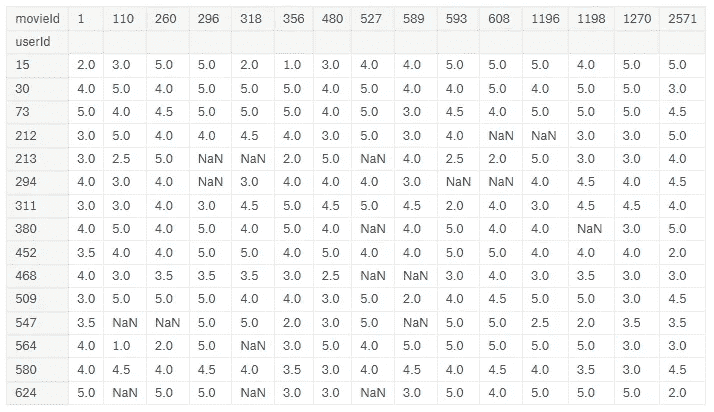 movieId 1 110 260 296 318 356 480 527 589 593 608 1196 1198 1270 2571
userId
15 2.0 3.0 5.0 5.0 2.0 1.0 3.0 4.0 4.0 5.0 5.0 5.0 4.0 5.0 5.0
30 4.0 5.0 4.0 5.0 5.0 5.0 4.0 5.0 4.0 4.0 5.0 4.0 5.0 5.0 3.0
73 5.0 4.0 4.5 5.0 5.0 5.0 4.0 5.0 3.0 4.5 4.0 5.0 5.0 5.0 4.5
212 3.0 5.0 4.0 4.0 4.5 4.0 3.0 5.0 3.0 4.0 NaN NaN 3.0 3.0 5.0
213 3.0 2.5 5.0 NaN NaN 2.0 5.0 NaN 4.0 2.5 2.0 5.0 3.0 3.0 4.0
294 4.0 3.0 4.0 NaN 3.0 4.0 4.0 4.0 3.0 NaN NaN 4.0 4.5 4.0 4.5
311 3.0 3.0 4.0 3.0 4.5 5.0 4.5 5.0 4.5 2.0 4.0 3.0 4.5 4.5 4.0
380 4.0 5.0 4.0 5.0 4.0 5.0 4.0 NaN 4.0 5.0 4.0 4.0 NaN 3.0 5.0
452 3.5 4.0 4.0 5.0 5.0 4.0 5.0 4.0 4.0 5.0 5.0 4.0 4.0 4.0 2.0
468 4.0 3.0 3.5 3.5 3.5 3.0 2.5 NaN NaN 3.0 4.0 3.0 3.5 3.0 3.0
509 3.0 5.0 5.0 5.0 4.0 4.0 3.0 5.0 2.0 4.0 4.5 5.0 5.0 3.0 4.5
547 3.5 NaN NaN 5.0 5.0 2.0 3.0 5.0 NaN 5.0 5.0 2.5 2.0 3.5 3.5
564 4.0 1.0 2.0 5.0 NaN 3.0 5.0 4.0 5.0 5.0 5.0 5.0 5.0 3.0 3.0
580 4.0 4.5 4.0 4.5 4.0 3.5 3.0 4.0 4.5 4.0 4.5 4.0 3.5 3.0 4.5
624 5.0 NaN 5.0 5.0 NaN 3.0 3.0 NaN 3.0 5.0 4.0 5.0 5.0 5.0 2.0